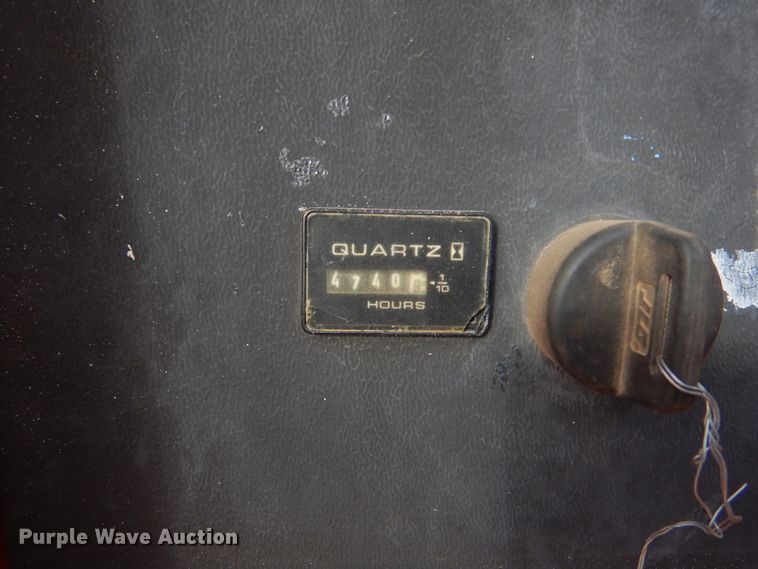 QUARTZ
4740
1/10
HOURS
Purple Wave Auction